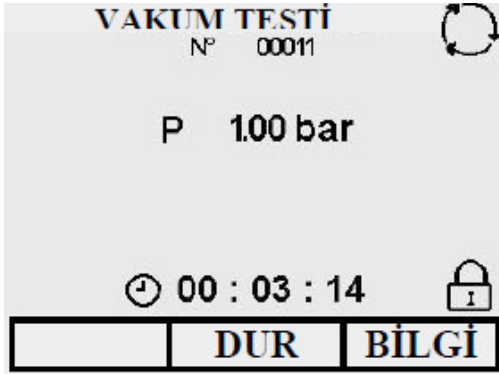 VAKUM TESTİ
N° 00011
P 1.00 bar
00 : 03 : 14
I
DUR BİLGİ